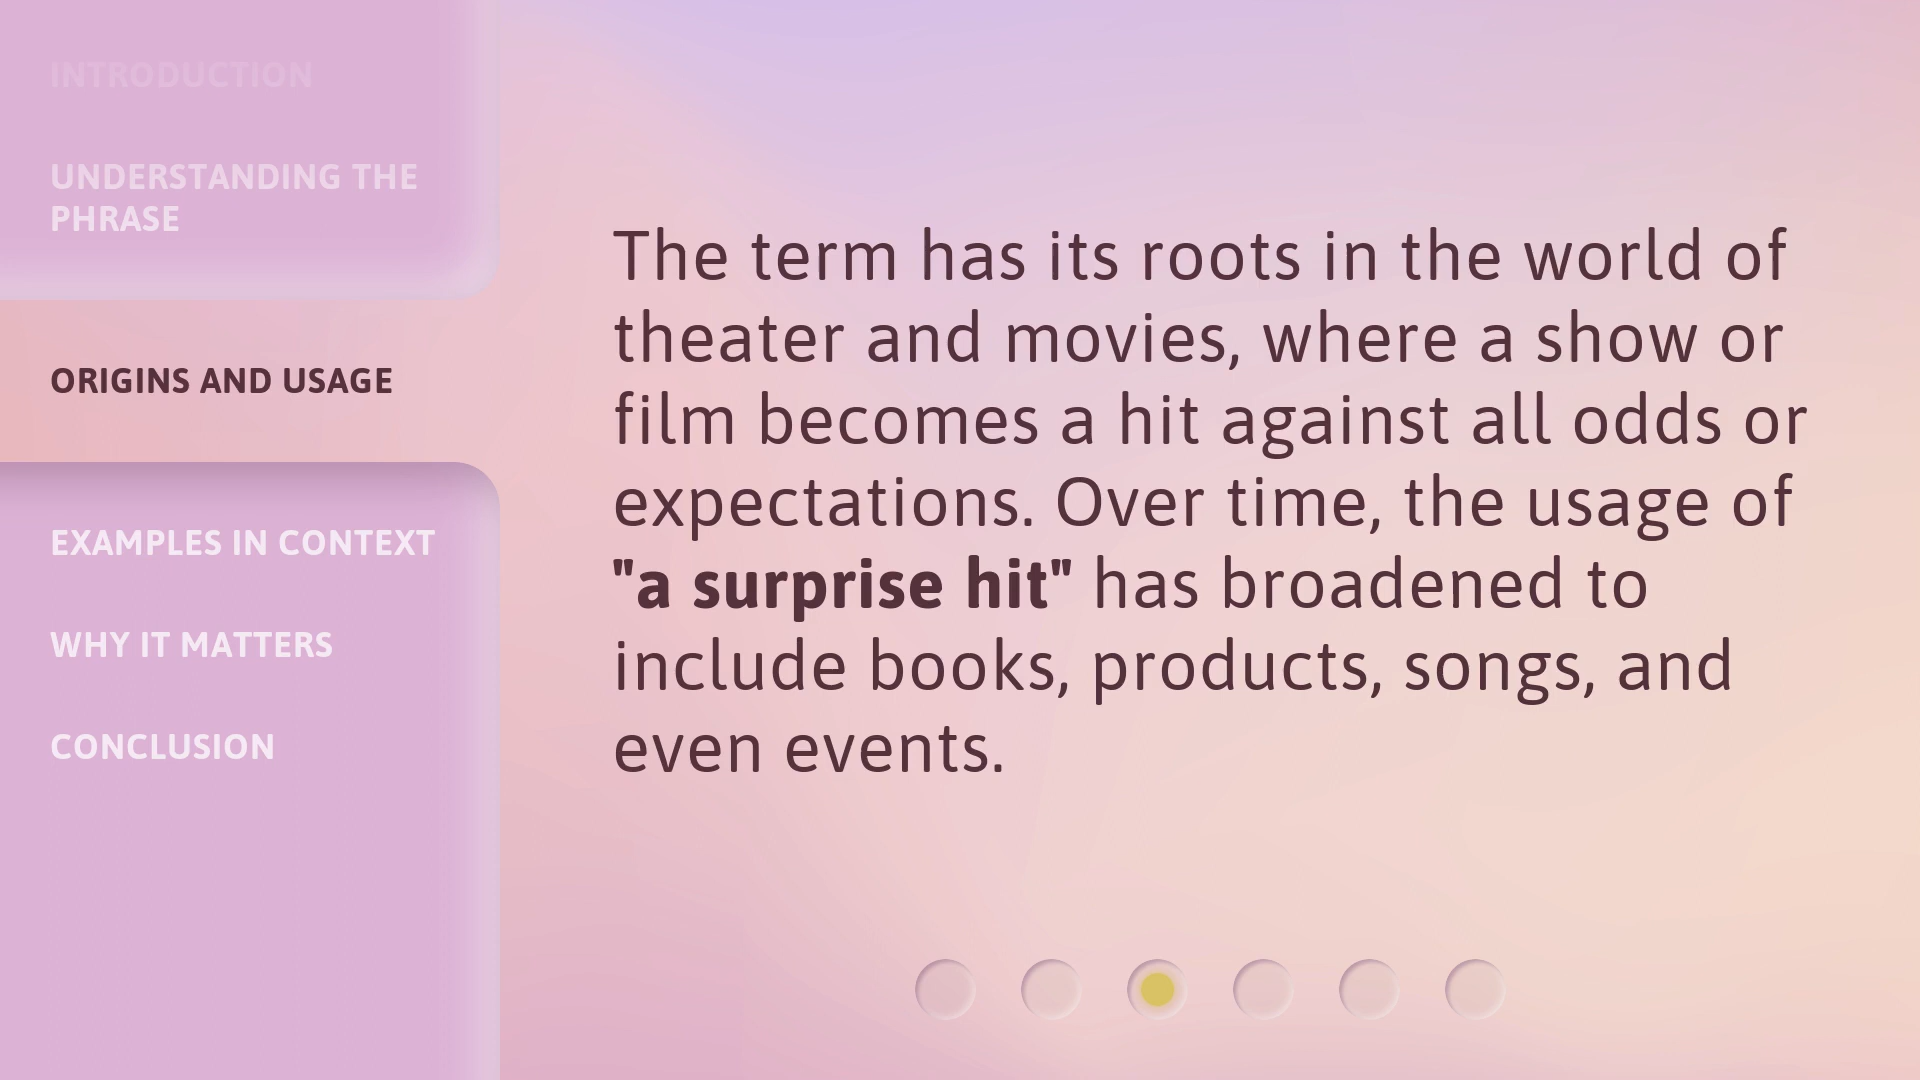 INTRODUCTION
UNDERSTANDING THE
PHRASE
ORIGINS AND USAGE
EXAMPLES IN CONTEXT
WHY IT MATTERS
CONCLUSION
The term has its roots in the world of
theater and movies, where a show or
film becomes a hit against all odds or
expectations. Over time, the usage of
"a surprise hit" has broadened to
include books, products, songs, and
even events.